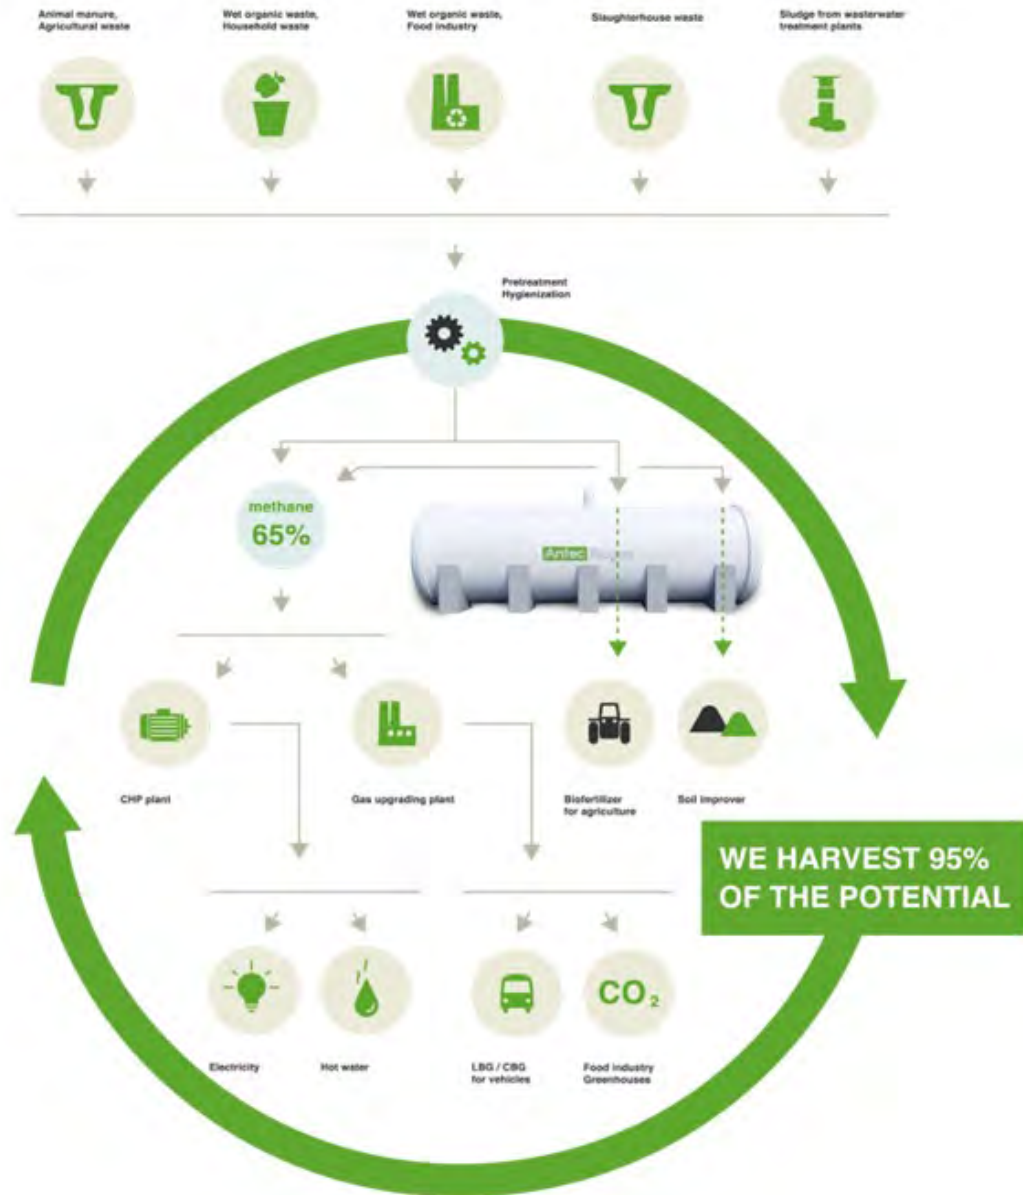 Animal manure,
Agricultural waste
Wet organic waste,
Household waste
Wet organic waste,
Food industry
Slaughterhouse waste
Sludge from wasterwater
treatment plants
Pretreatment
Hygienization
methane
65%
Antec
CHP plant
Gas upgrading plant
Biofertilizer
for agriculture
Soil improver
WE HARVEST 95%
OF THE POTENTIAL
CO₂
Electricity
Hot water
LBG / CBG
for vehicles
Food industry
Greenhouses